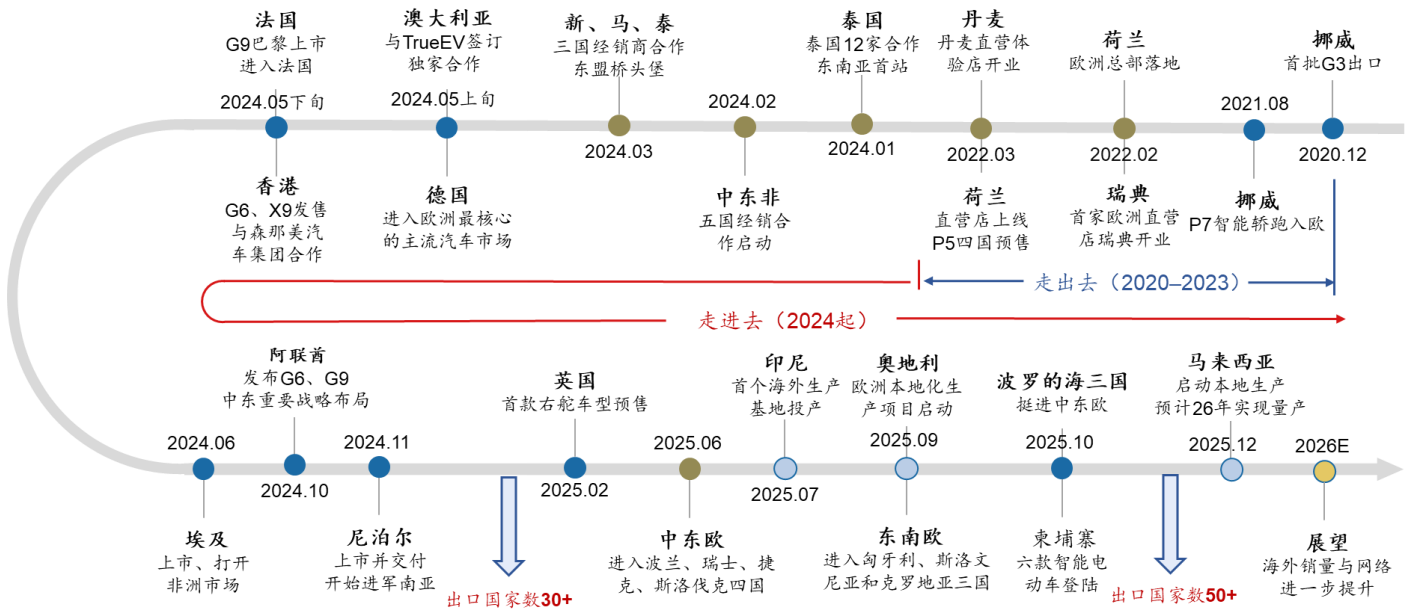 法国
G9巴黎上市
进入法国
2024.05下旬
香港
G6、X9发售
与森那美汽
车集团合作
澳大利亚
与TrueEV签订
独家合作
2024.05上旬
德国
进入欧洲最核心
的主流汽车市场
新、马、泰
三国经销商合作
东盟桥头堡
2024.03
2024.02
中东非
五国经销合
作启动
泰国
泰国12家合作
东南亚首站
2024.01
丹麦
丹麦直营体
验店开业
2022.03
荷兰
直营店上线
P5四国预售
荷兰
欧洲总部落地
2022.02
瑞典
首家欧洲直营
店瑞典开业
2021.08
挪威
P7智能轿跑入欧
挪威
首批G3出口
2020.12
走出去（2020–2023）
走进去（2024起）
2024.06
埃及
上市、打开
非洲市场
阿联酋
发布G6、G9
中东重要战略布局
2024.10
2024.11
尼泊尔
上市并交付
开始进军南亚
出口国家数30+
英国
首款右舵车型预售
2025.02
2025.06
中东欧
进入波兰、瑞士、捷
克、斯洛伐克四国
印尼
首个海外生产
基地投产
2025.07
奥地利
欧洲本地化生
产项目启动
2025.09
东南欧
进入匈牙利、斯洛文
尼亚和克罗地亚三国
波罗的海三国
挺进中东欧
2025.10
柬埔寨
六款智能电
动车登陆
出口国家数50+
马来西亚
启动本地生产
预计26年实现量产
2025.12
2026E
展望
海外销量与网络
进一步提升